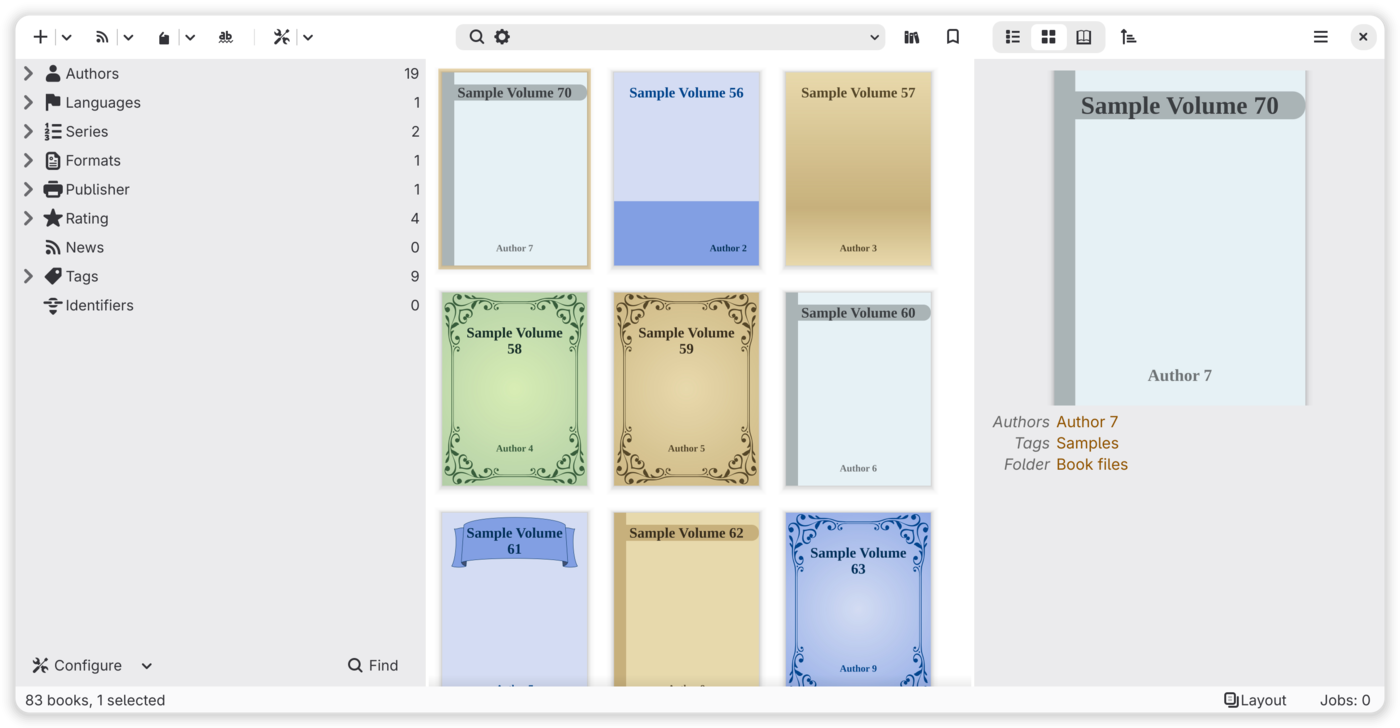 Authors 19
Languages 1
Series 2
Formats 1
Publisher 1
Rating 4
News 0
Tags 9
Identifiers 0
Configure
Find
Sample Volume 70
Author 7
Sample Volume 56
Author 2
Sample Volume 57
Author 3
Sample Volume
58
Author 4
Sample Volume
59
Author 5
Sample Volume 60
Author 6
Sample Volume
61
Sample Volume 62
Sample Volume
63
Author 9
Sample Volume 70
Author 7
Authors Author 7
Tags Samples
Folder Book files
83 books, 1 selected
Layout
Jobs: 0